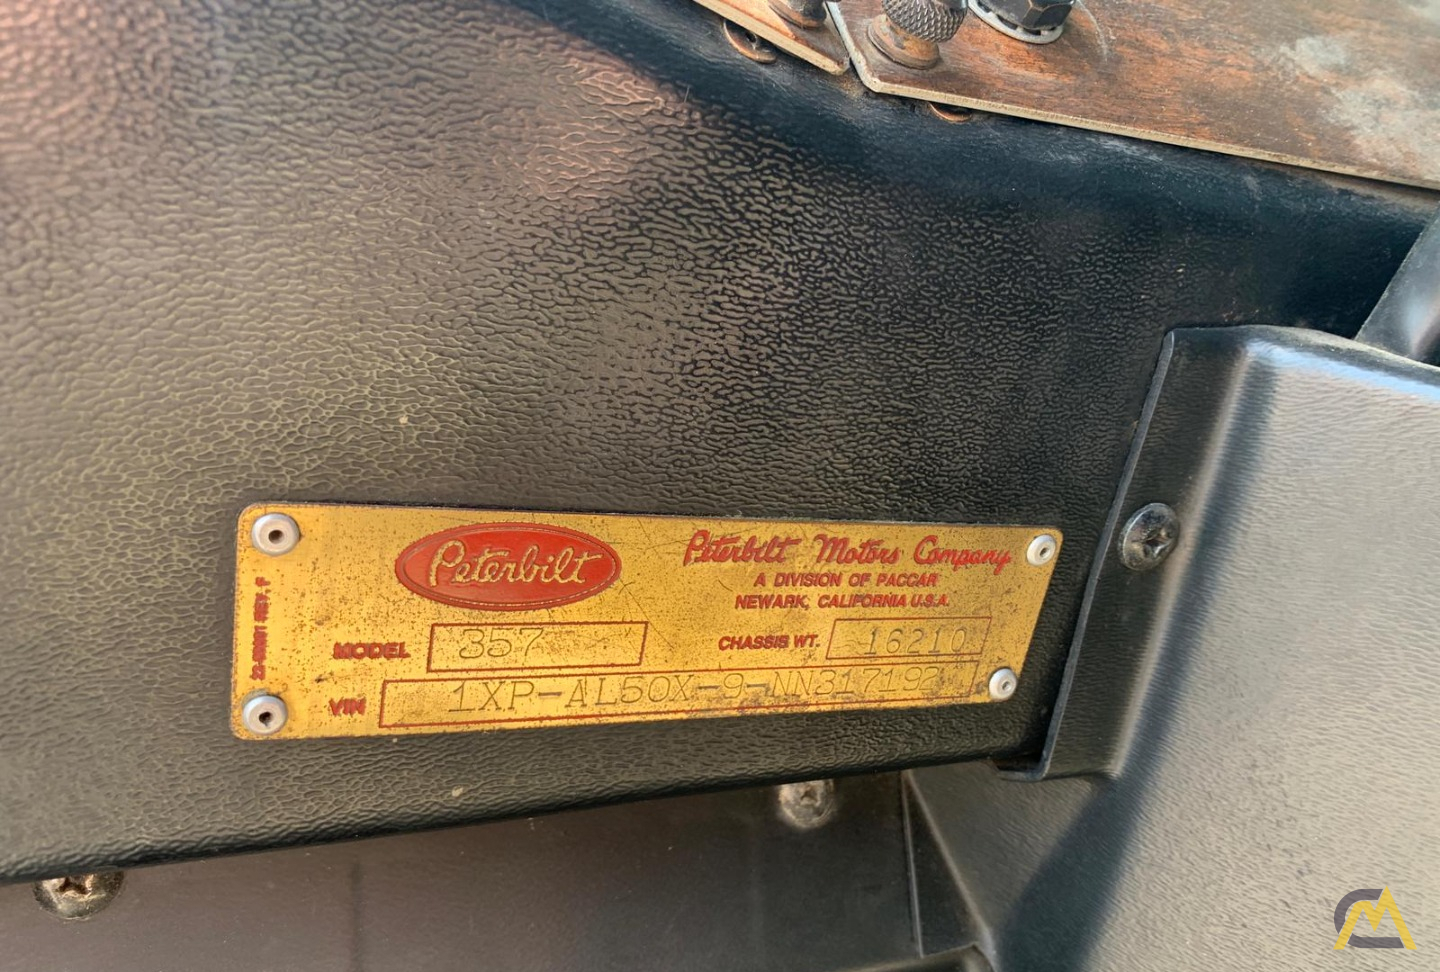 Peterbilt
Peterbilt Motors Company
A DIVISION OF PACCAR
NEWARK, CALIFORNIA U.S.A.
MODEL 357
CHASSIS WT. 16210
VIN 1XP-AL50X-9-NN317192
REV. F